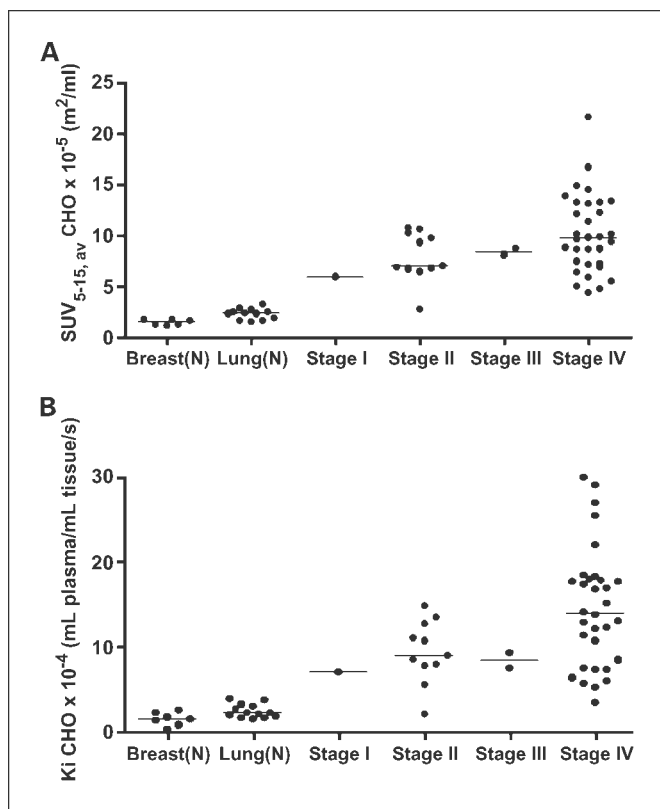 A
SUV5-15, av CHO x 10-5 (m2/ml)
25
20
15
10
5
0
Breast(N) Lung(N) Stage I Stage II Stage III Stage IV
B
Ki CHO x 10-4 (mL plasma/mL tissue/s)
30
20
10
0
Breast(N) Lung(N) Stage I Stage II Stage III Stage IV